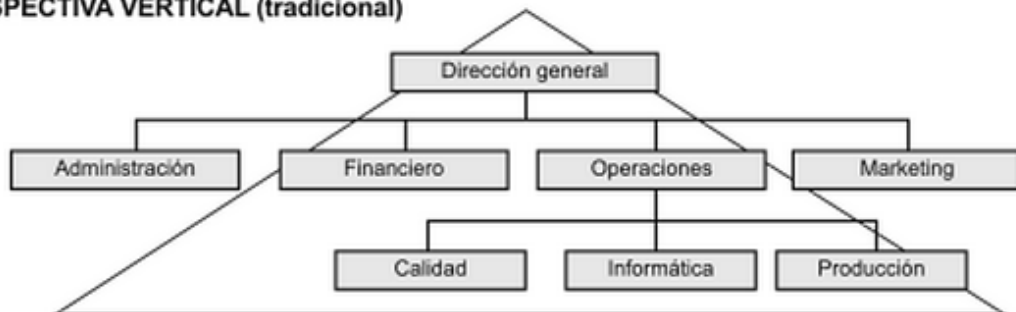 SPECTIVA VERTICAL (tradicional)
Dirección general
Administración
Financiero
Operaciones
Marketing
Calidad
Informática
Producción